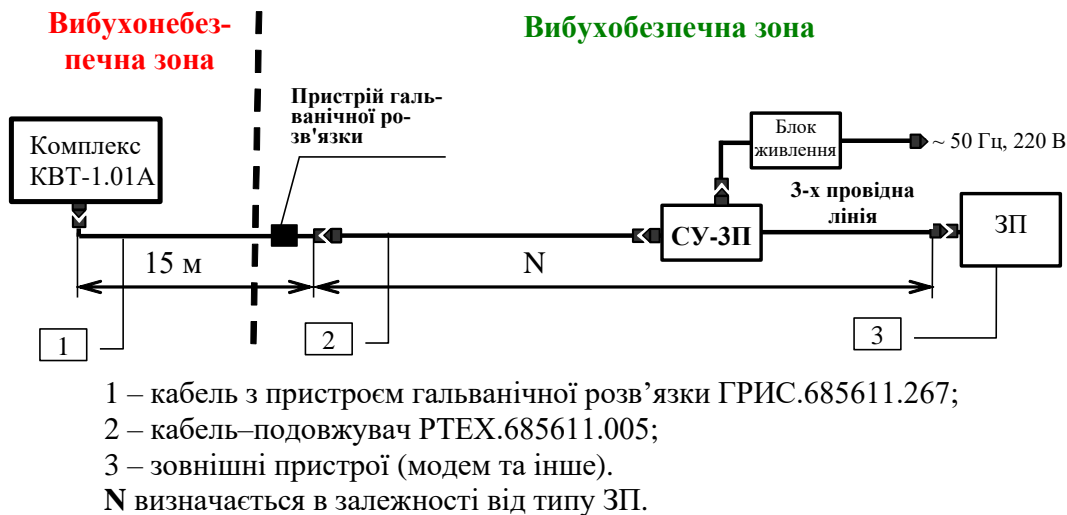 Вибухонебез-
печна зона
Вибухобезпечна зона
Пристрій галь-
ванічної ро-
зв'язки
Комплекс
КВТ-1.01А
Блок
живлення
~ 50 Гц, 220 В
3-х провідна
лінія
СУ-3П
ЗП
15 м
N
1
2
3
1 – кабель з пристроєм гальванічної розв’язки ГРИС.685611.267;
2 – кабель–подовжувач РТЕХ.685611.005;
3 – зовнішні пристрої (модем та інше).
N визначається в залежності від типу ЗП.